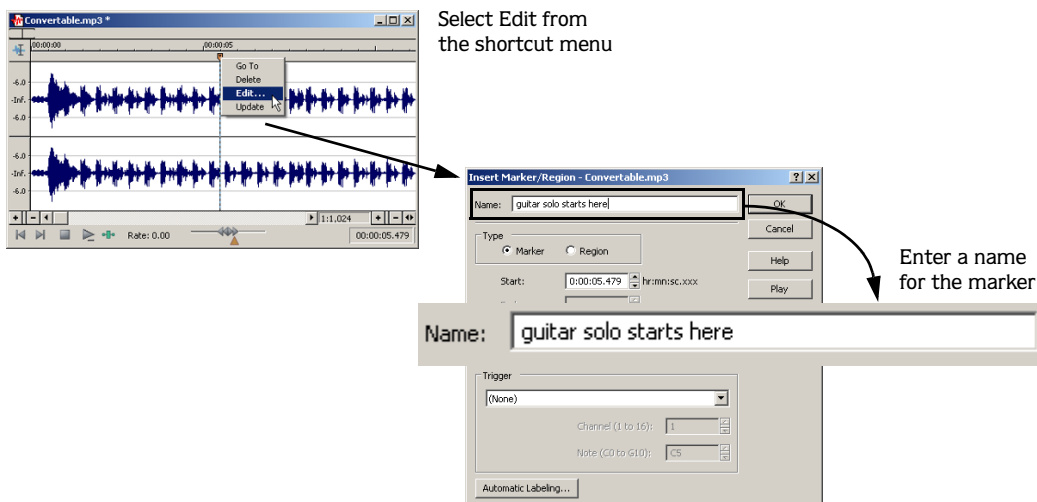 Convertable.mp3 *
Select Edit from
the shortcut menu
00:00:00
00:00:05
Go To
Delete
Edit...
Update
-6.0
-Inf.
-6.0
-6.0
-Inf.
-6.0
1:1,024
Rate: 0.00
00:00:05.479
Insert Marker/Region - Convertable.mp3
Name: guitar solo starts here
OK
Cancel
Help
Play
Type
Marker
Region
Start: 0:00:05.479 hr:mn:sc.xxx
Enter a name
for the marker
Name: guitar solo starts here
Trigger
(None)
Channel (1 to 16): 1
Note (C0 to G10): C5
Automatic Labeling...